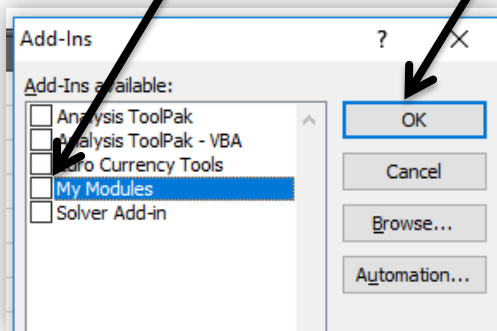 Add-Ins ?
Add-Ins available:
Analysis ToolPak
Analysis ToolPak - VBA
Euro Currency Tools
My Modules
Solver Add-in
OK
Cancel
Browse...
Automation...